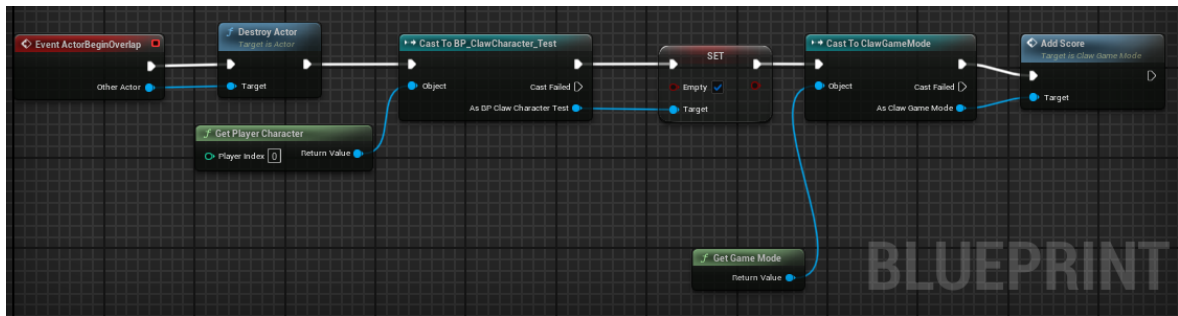 Event ActorBeginOverlap
Other Actor
f Destroy Actor
Target is Actor
Target
Cast To BP_ClawCharacter_Test
Object
Cast Failed
As BP Claw Character Test
f Get Player Character
Player Index 0
Return Value
SET
Empty
Target
Cast To ClawGameMode
Object
Cast Failed
As Claw Game Mode
Add Score
Target is Claw Game Mode
Target
f Get Game Mode
Return Value
BLUEPRINT